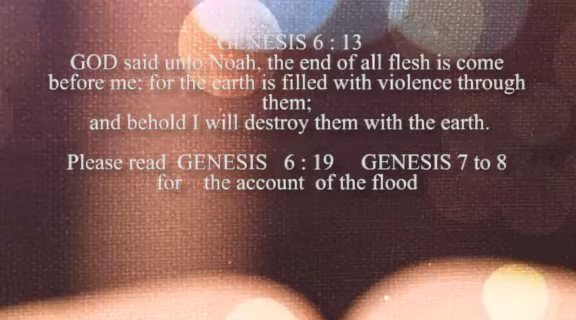 GENESIS 6 : 13
GOD said unto Noah, the end of all flesh is come
before me; for the earth is filled with violence through
them;
and behold I will destroy them with the earth.
Please read GENESIS 6 : 19 GENESIS 7 to 8
for the account of the flood